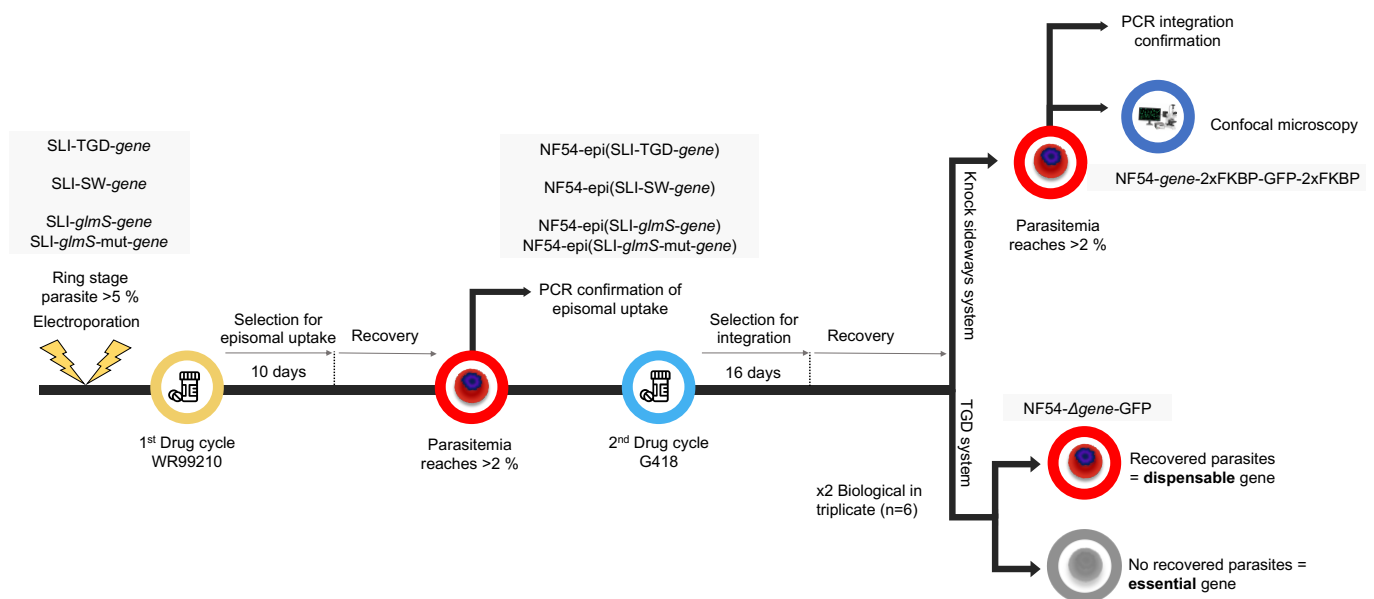 SLI-TGD-gene
SLI-SW-gene
SLI-glmS-gene
SLI-glmS-mut-gene
Ring stage
parasite >5 %
Electroporation
Selection for
episomal uptake
10 days
Recovery
1st Drug cycle
WR99210
NF54-epi(SLI-TGD-gene)
NF54-epi(SLI-SW-gene)
NF54-epi(SLI-glmS-gene)
NF54-epi(SLI-glmS-mut-gene)
PCR confirmation of
episomal uptake
Parasitemia
reaches >2 %
Selection for
integration
16 days
Recovery
2nd Drug cycle
G418
Knock sideways system
PCR integration
confirmation
Confocal microscopy
NF54-gene-2xFKBP-GFP-2xFKBP
Parasitemia
reaches >2 %
TGD system
x2 Biological in
triplicate (n=6)
NF54-Δgene-GFP
Recovered parasites
= dispensable gene
No recovered parasites =
essential gene